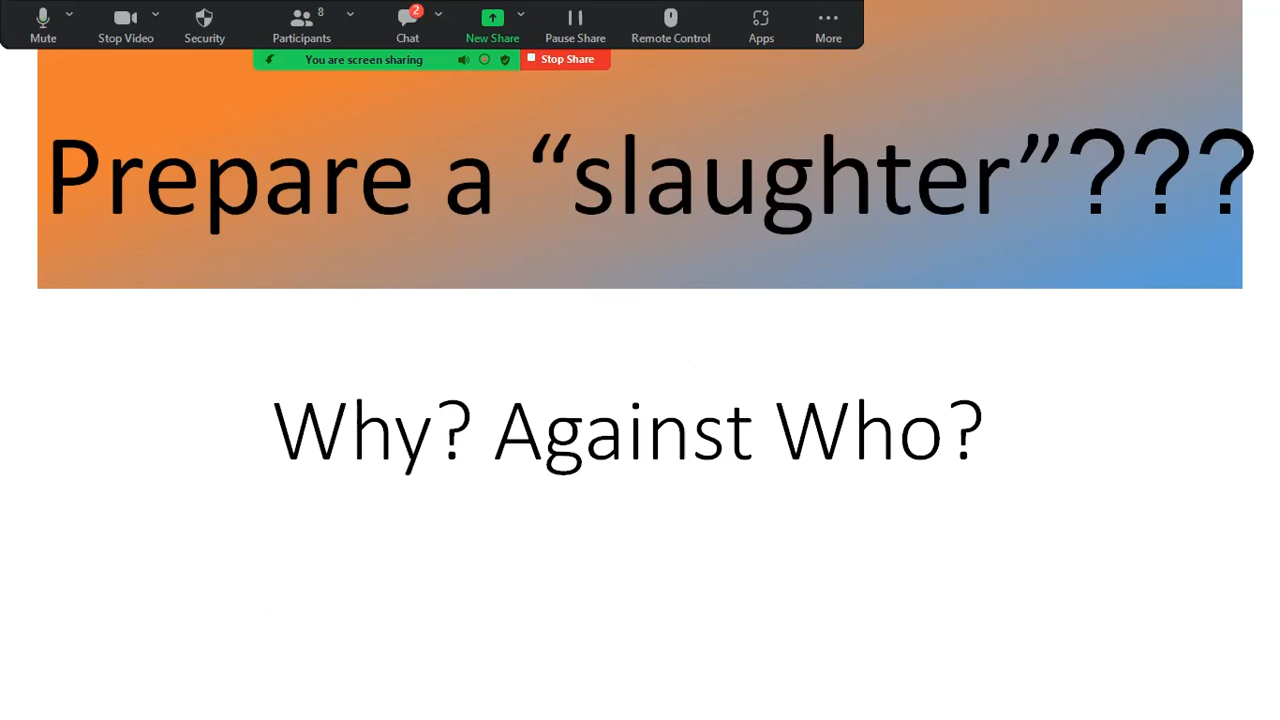 8 2
Mute Stop Video Security Participants Chat New Share Pause Share Remote Control Apps More
You are screen sharing Stop Share
Prepare a “slaughter”???
Why? Against Who?